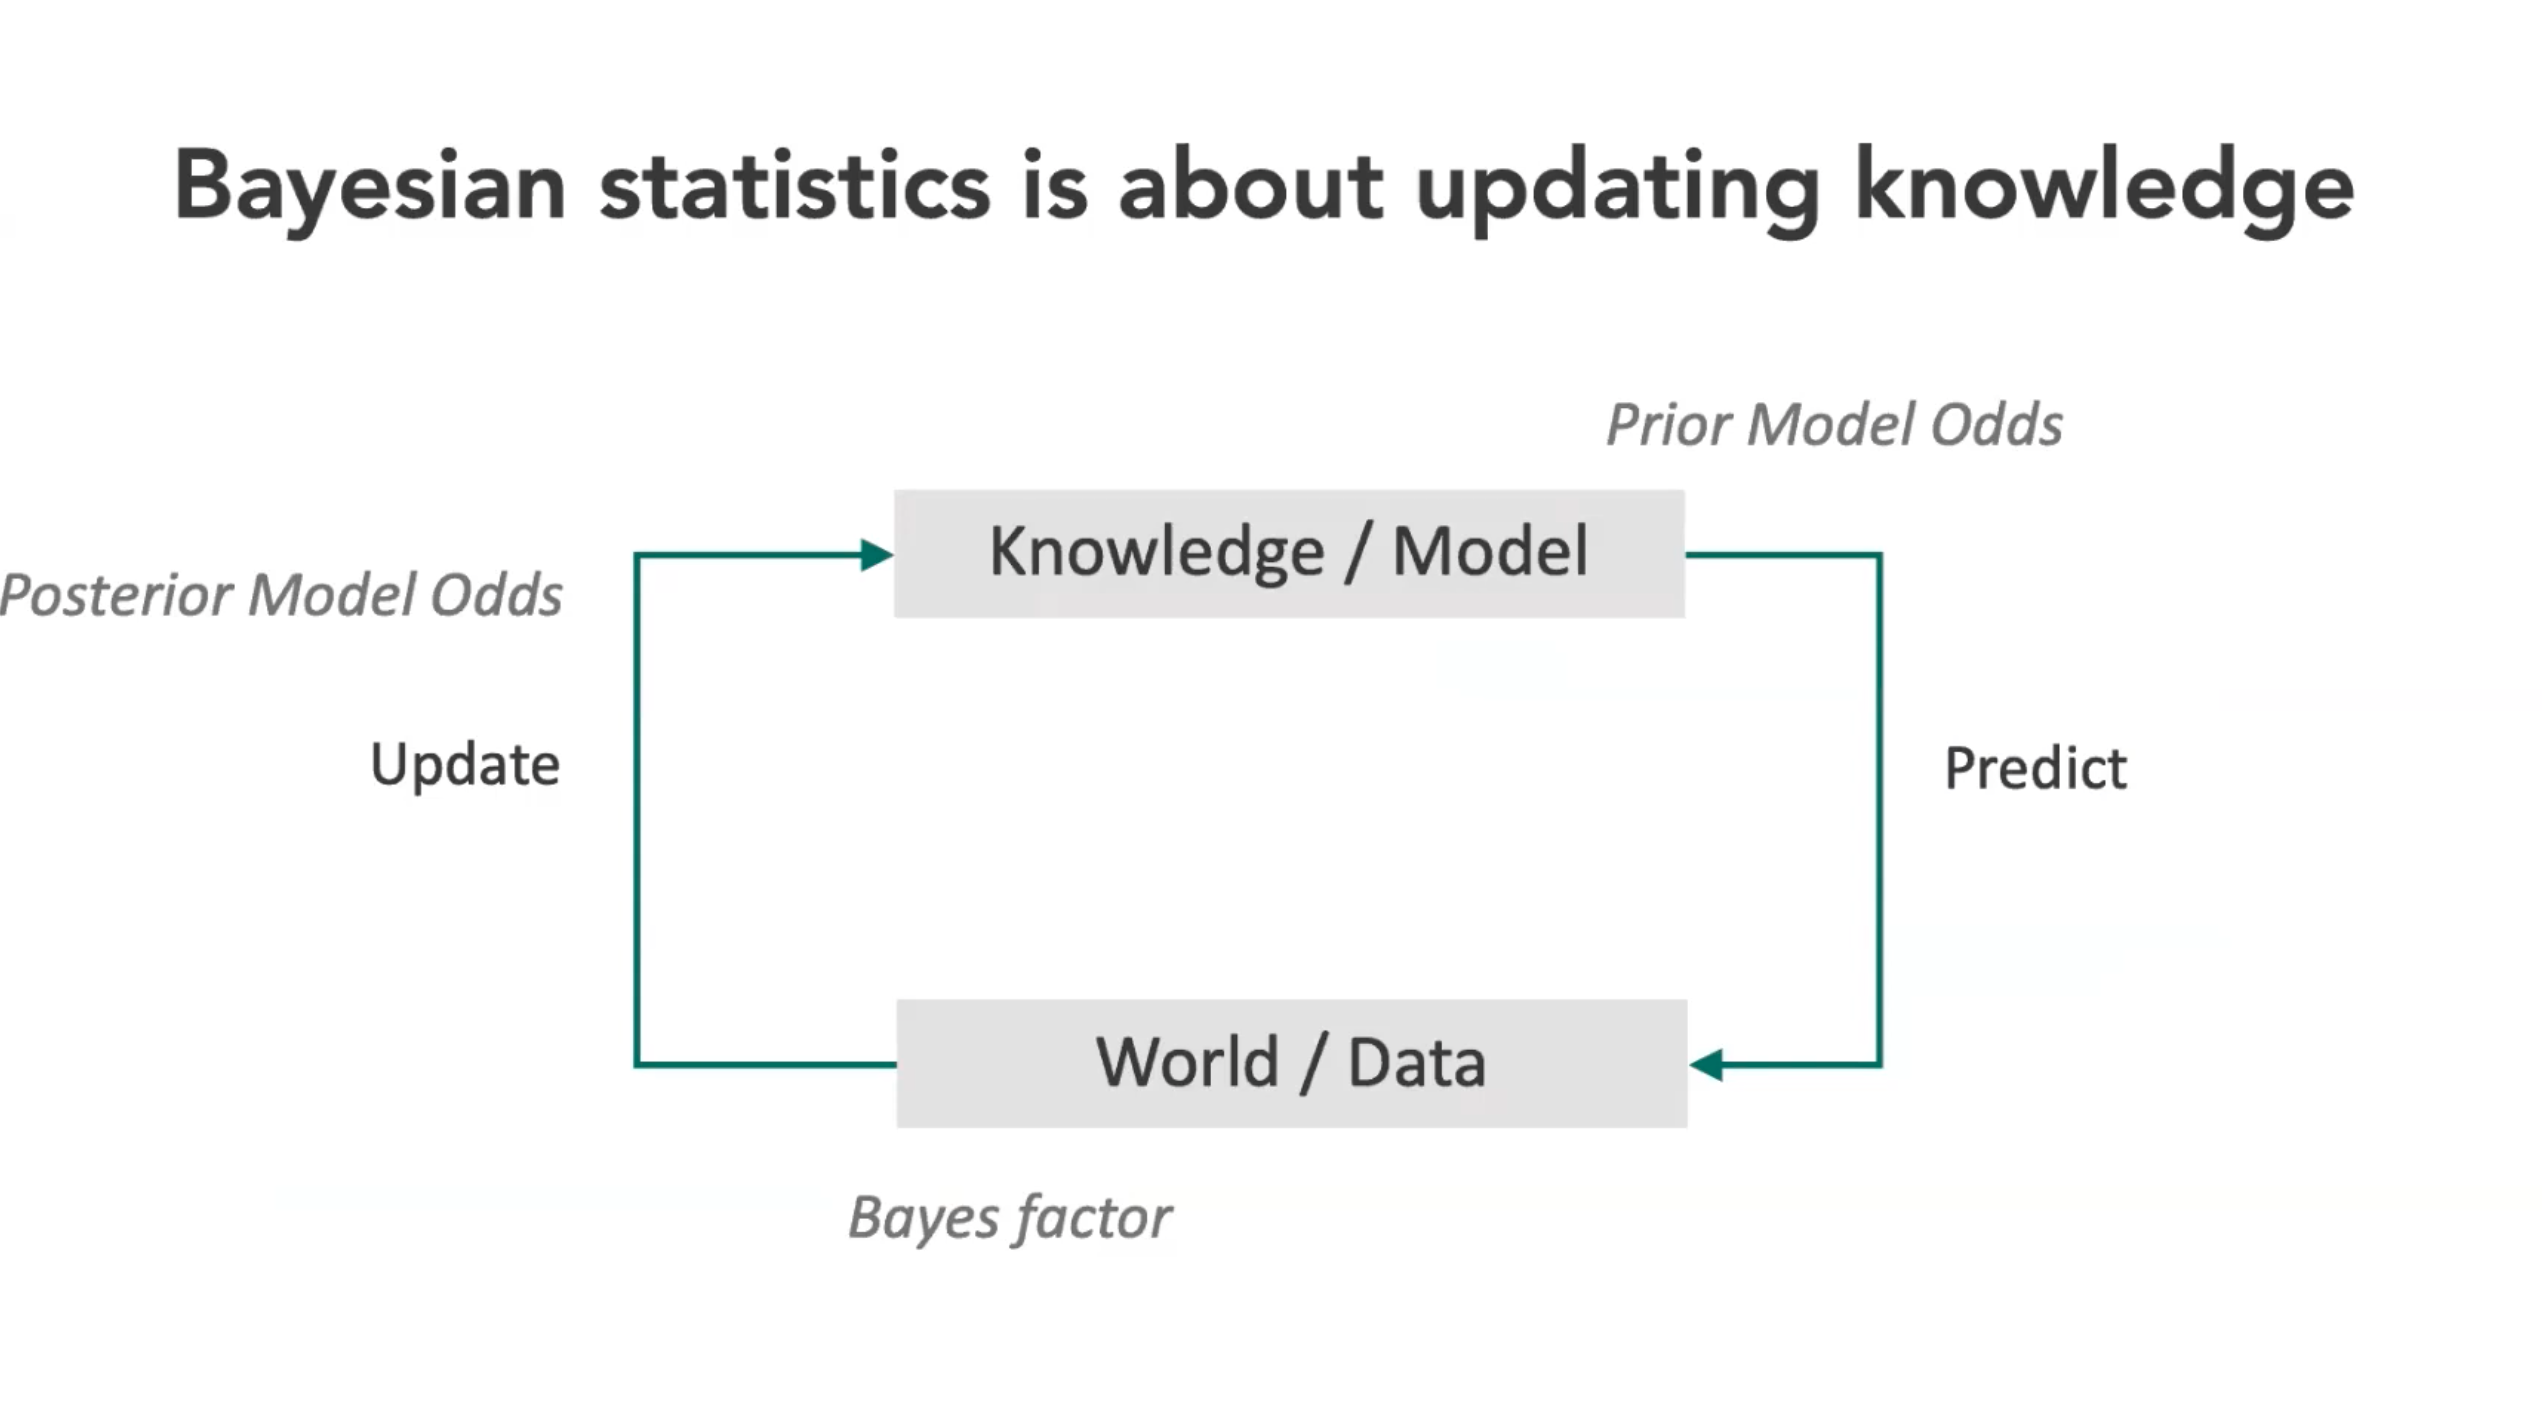 Bayesian statistics is about updating knowledge
Prior Model Odds
Knowledge / Model
Posterior Model Odds
Update
Predict
World / Data
Bayes factor